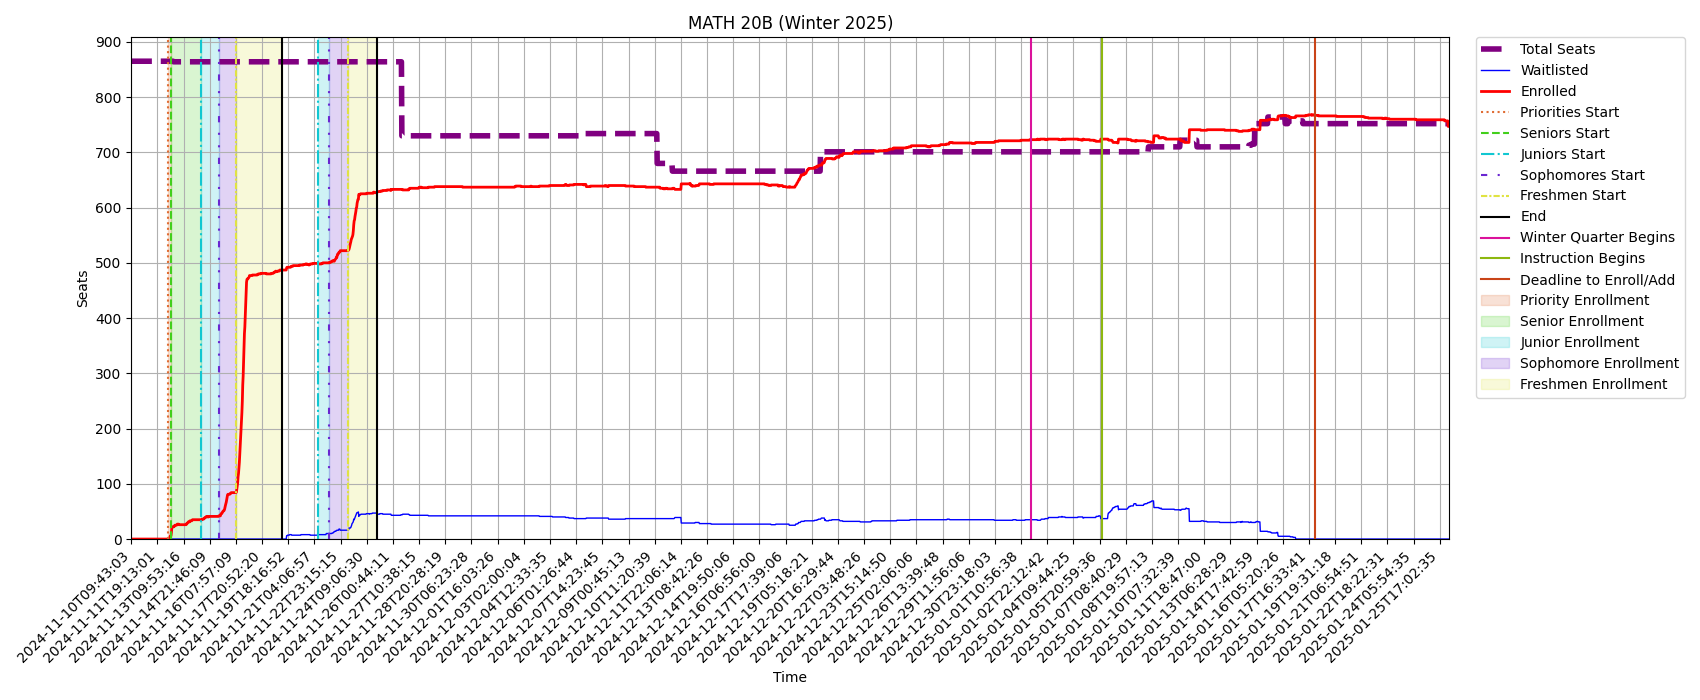 MATH 20B (Winter 2025)
900
800
700
600
500
400
300
200
100
0
Seats
2024-11-10T09:43:03
2024-11-11T19:13:01
2024-11-13T09:53:16
2024-11-14T21:46:09
2024-11-16T07:57:09
2024-11-17T20:52:20
2024-11-19T18:16:52
2024-11-21T04:06:57
2024-11-22T23:15:15
2024-11-24T09:06:30
2024-11-26T00:44:11
2024-11-27T10:38:15
2024-11-28T20:28:19
2024-11-30T06:23:28
2024-12-01T16:03:26
2024-12-03T02:00:04
2024-12-04T12:33:35
2024-12-06T01:26:44
2024-12-07T14:23:45
2024-12-09T00:45:13
2024-12-10T11:20:39
2024-12-11T22:06:14
2024-12-13T08:42:26
2024-12-14T19:50:06
2024-12-16T06:56:00
2024-12-17T17:39:06
2024-12-19T05:18:21
2024-12-20T16:29:44
2024-12-22T03:48:26
2024-12-23T15:14:50
2024-12-25T02:06:06
2024-12-26T13:39:48
2024-12-29T11:56:06
2024-12-30T23:18:03
2025-01-01T10:56:38
2025-01-02T22:12:42
2025-01-04T09:44:25
2025-01-05T20:59:36
2025-01-07T08:40:29
2025-01-08T19:57:13
2025-01-10T07:32:39
2025-01-11T18:47:00
2025-01-13T06:28:29
2025-01-14T17:42:59
2025-01-16T05:20:26
2025-01-17T16:33:41
2025-01-19T19:31:18
2025-01-21T06:54:51
2025-01-22T18:22:31
2025-01-24T05:54:35
2025-01-25T17:02:35
Time
Total Seats
Waitlisted
Enrolled
Priorities Start
Seniors Start
Juniors Start
Sophomores Start
Freshmen Start
End
Winter Quarter Begins
Instruction Begins
Deadline to Enroll/Add
Priority Enrollment
Senior Enrollment
Junior Enrollment
Sophomore Enrollment
Freshmen Enrollment